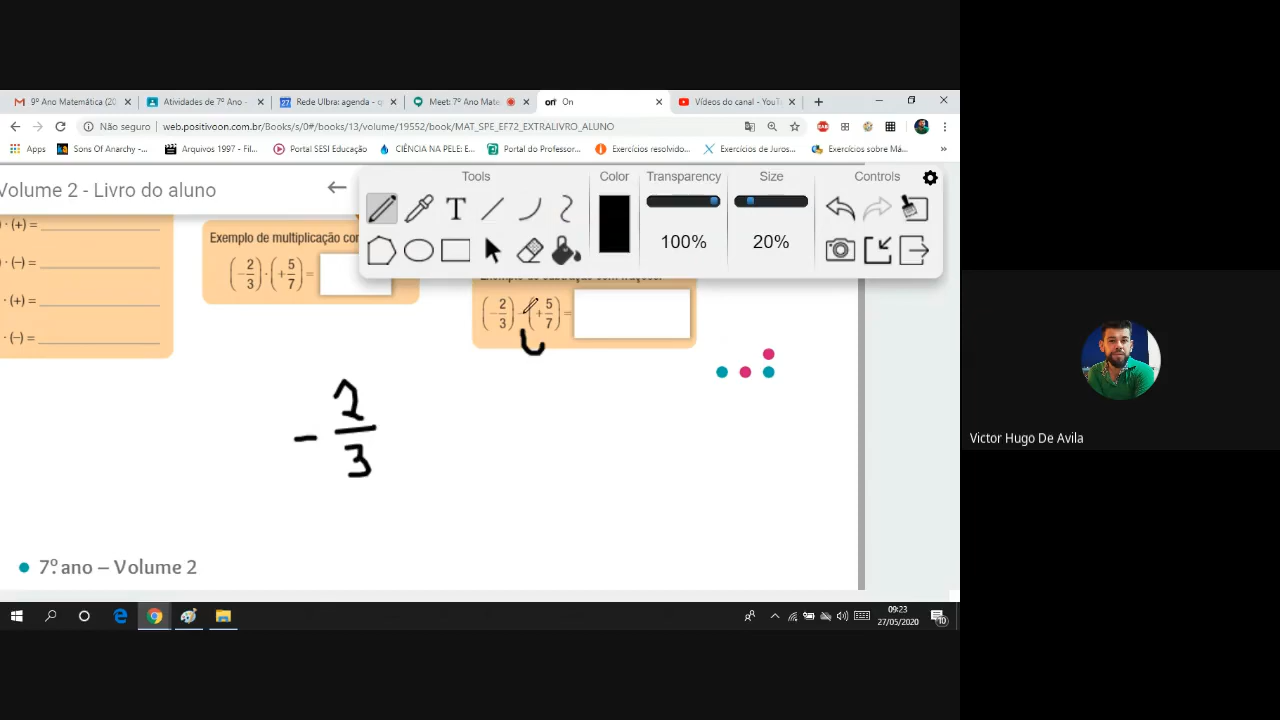 9º Ano Matemática (20
Atividades de 7º Ano -
Rede Ulbra: agenda - q
Meet: 7º Ano Mate
On
Vídeos do canal - YouT
Não seguro
web.positivoon.com.br/Books/s/0#/books/13/volume/19552/book/MAT_SPE_EF72_EXTRALIVRO_ALUNO
Apps
Sons Of Anarchy -...
Arquivos 1997 - Fil...
Portal SESI Educação
CIÊNCIA NA PELE: E...
Portal do Professor...
Exercícios resolvido...
Exercícios de Juros...
Exercícios sobre Má...
Volume 2 - Livro do aluno
Tools
Color
Transparency
Size
Controls
100%
20%
· (+) =
· (–) =
· (+) =
· (–) =
Exemplo de multiplicação co
(-2/3) · (+5/7) =
(-2/3) - (+5/7) =
- 2/3
7º. ano – Volume 2
Victor Hugo De Avila
09:23
27/05/2020
10